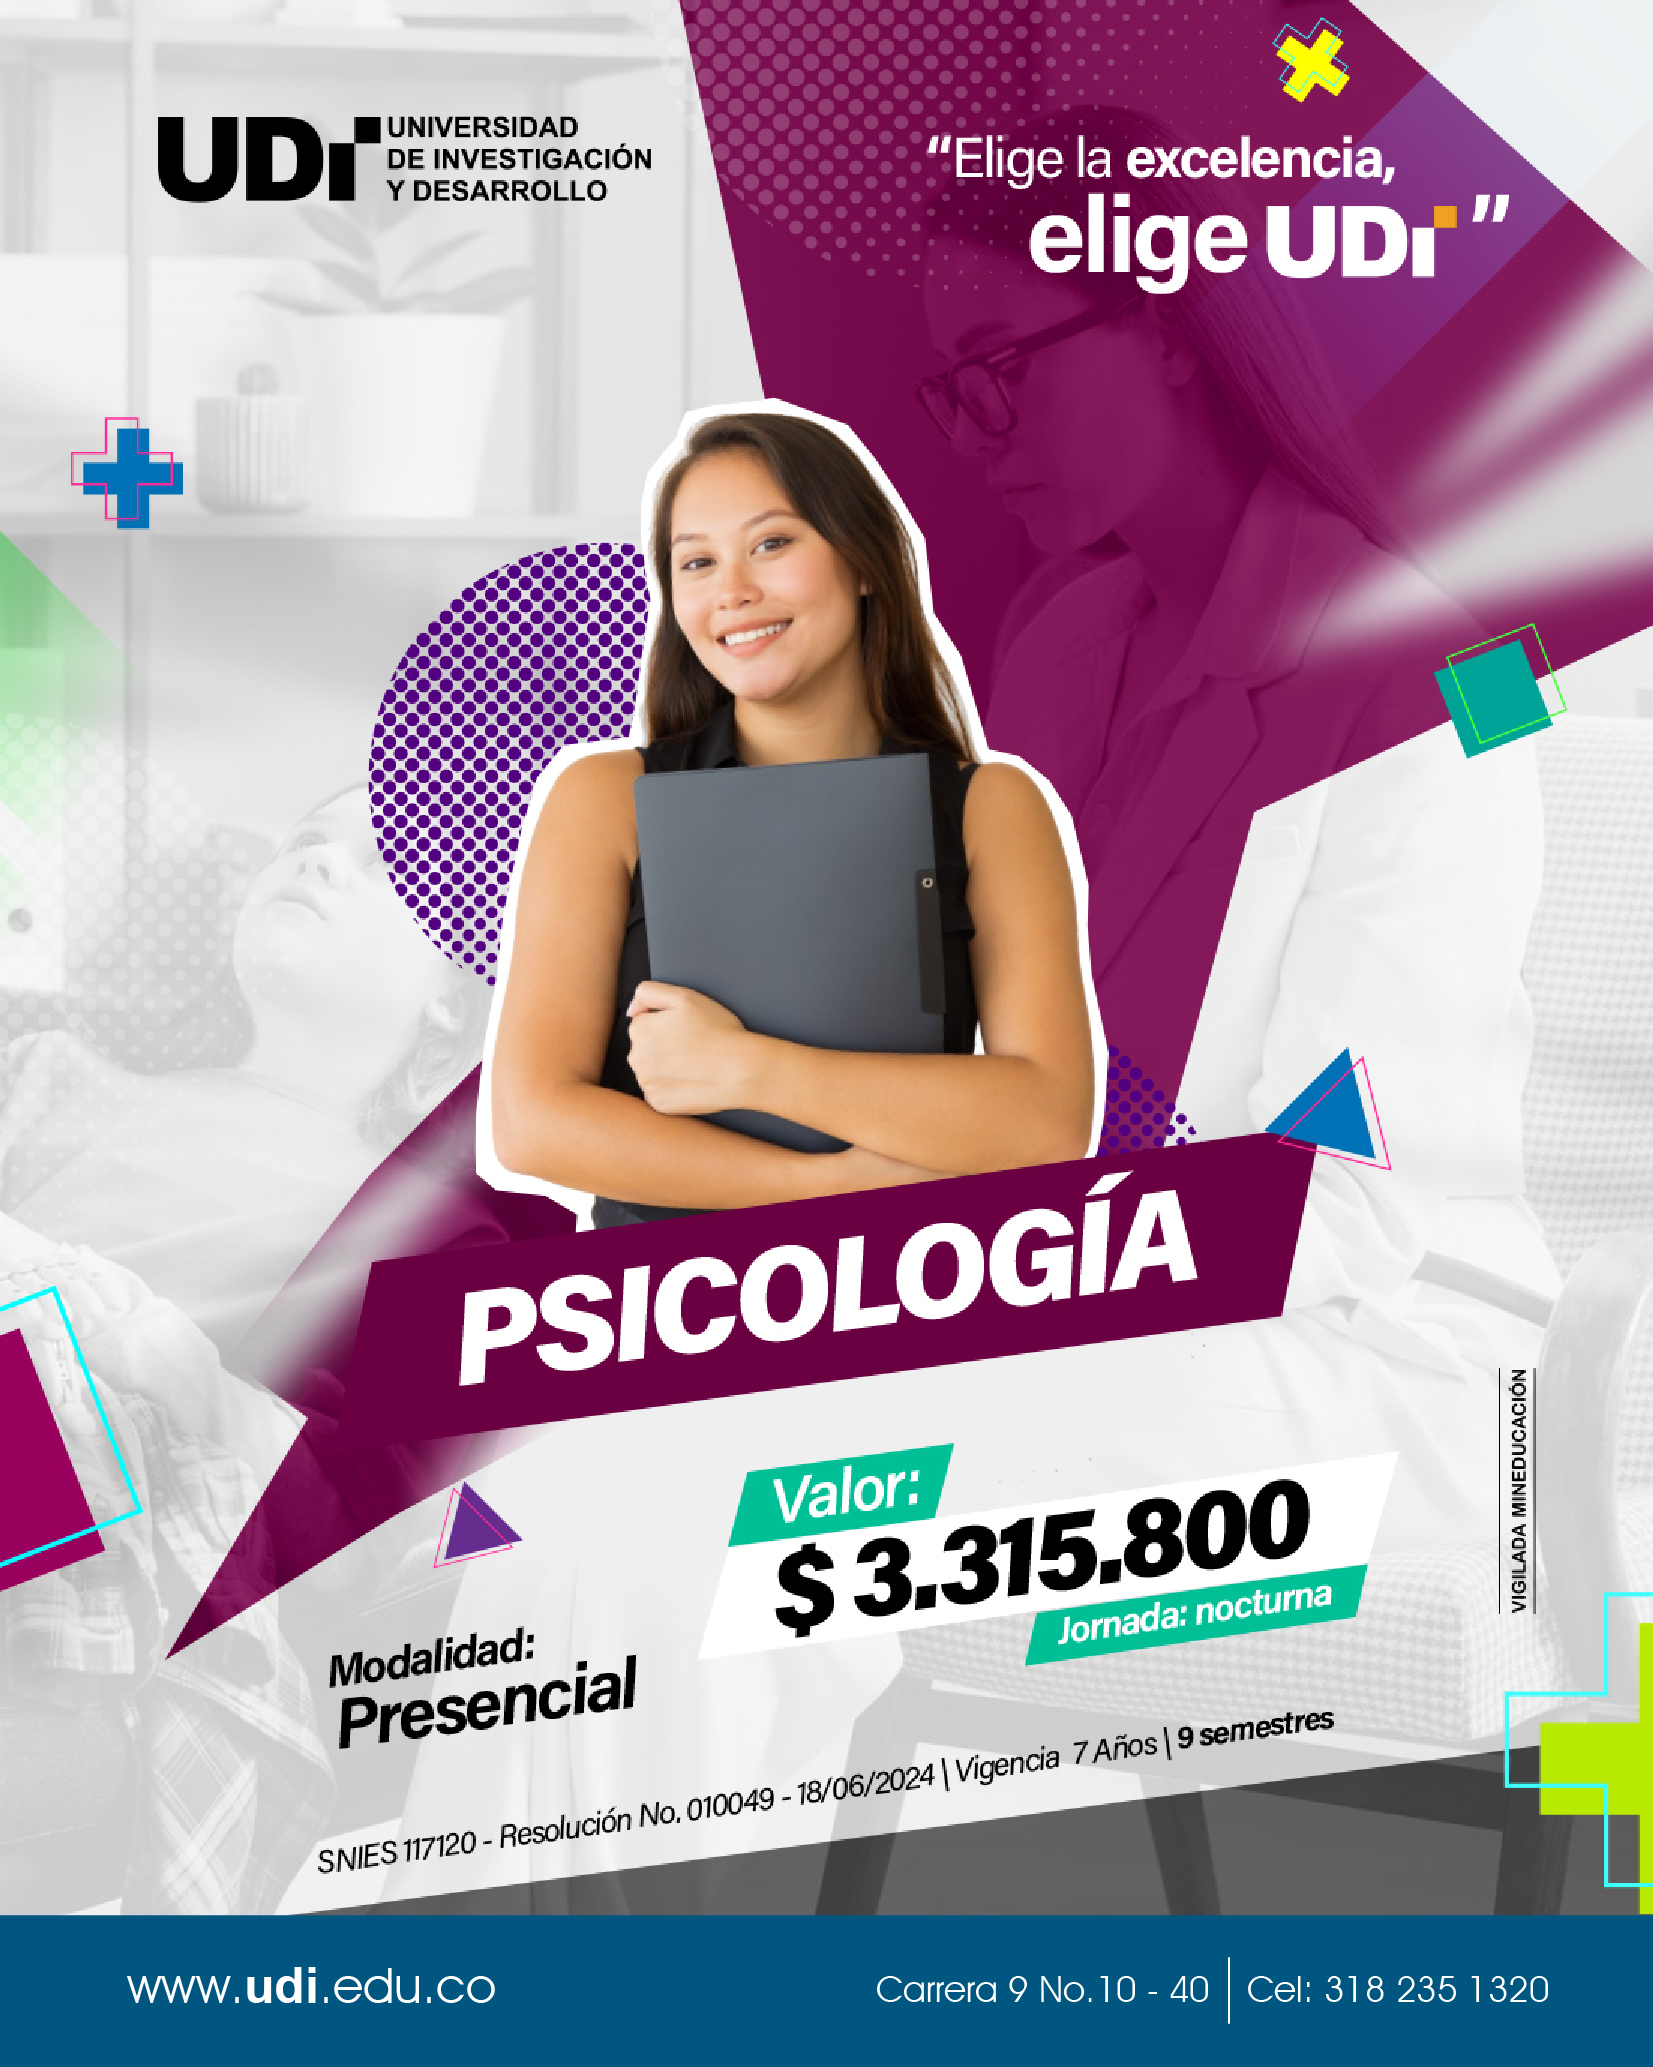 UDi UNIVERSIDAD
DE INVESTIGACIÓN
Y DESARROLLO
“Elige la excelencia,
elige UDi”
PSICOLOGÍA
Valor:
$ 3.315.800
Jornada: nocturna
VIGILADA MINEDUCACIÓN
Modalidad:
Presencial
SNIES 117120 - Resolución No. 010049 - 18/06/2024 | Vigencia 7 Años | 9 semestres
www.udi.edu.co
Carrera 9 No.10 - 40 | Cel: 318 235 1320